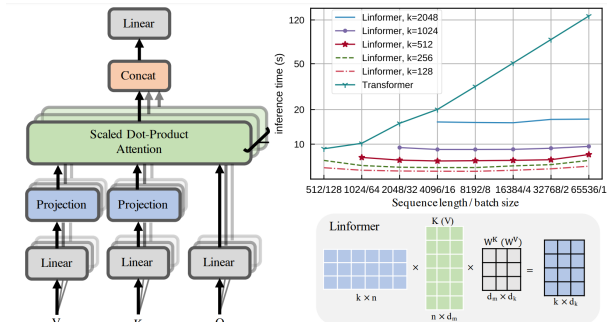 Linear
Concat
Scaled Dot-Product
Attention
Projection
Projection
Linear
Linear
Linear
V
K
Q
inference time (s)
120
50
20
10
Linformer, k=2048
Linformer, k=1024
Linformer, k=512
Linformer, k=256
Linformer, k=128
Transformer
512/128 1024/64 2048/32 4096/16 8192/8 16384/4 32768/2 65536/1
Sequence length / batch size
Linformer
K (V)
W^K (W^V)
× × =
k × n
n × d_m
d_m × d_k
k × d_k